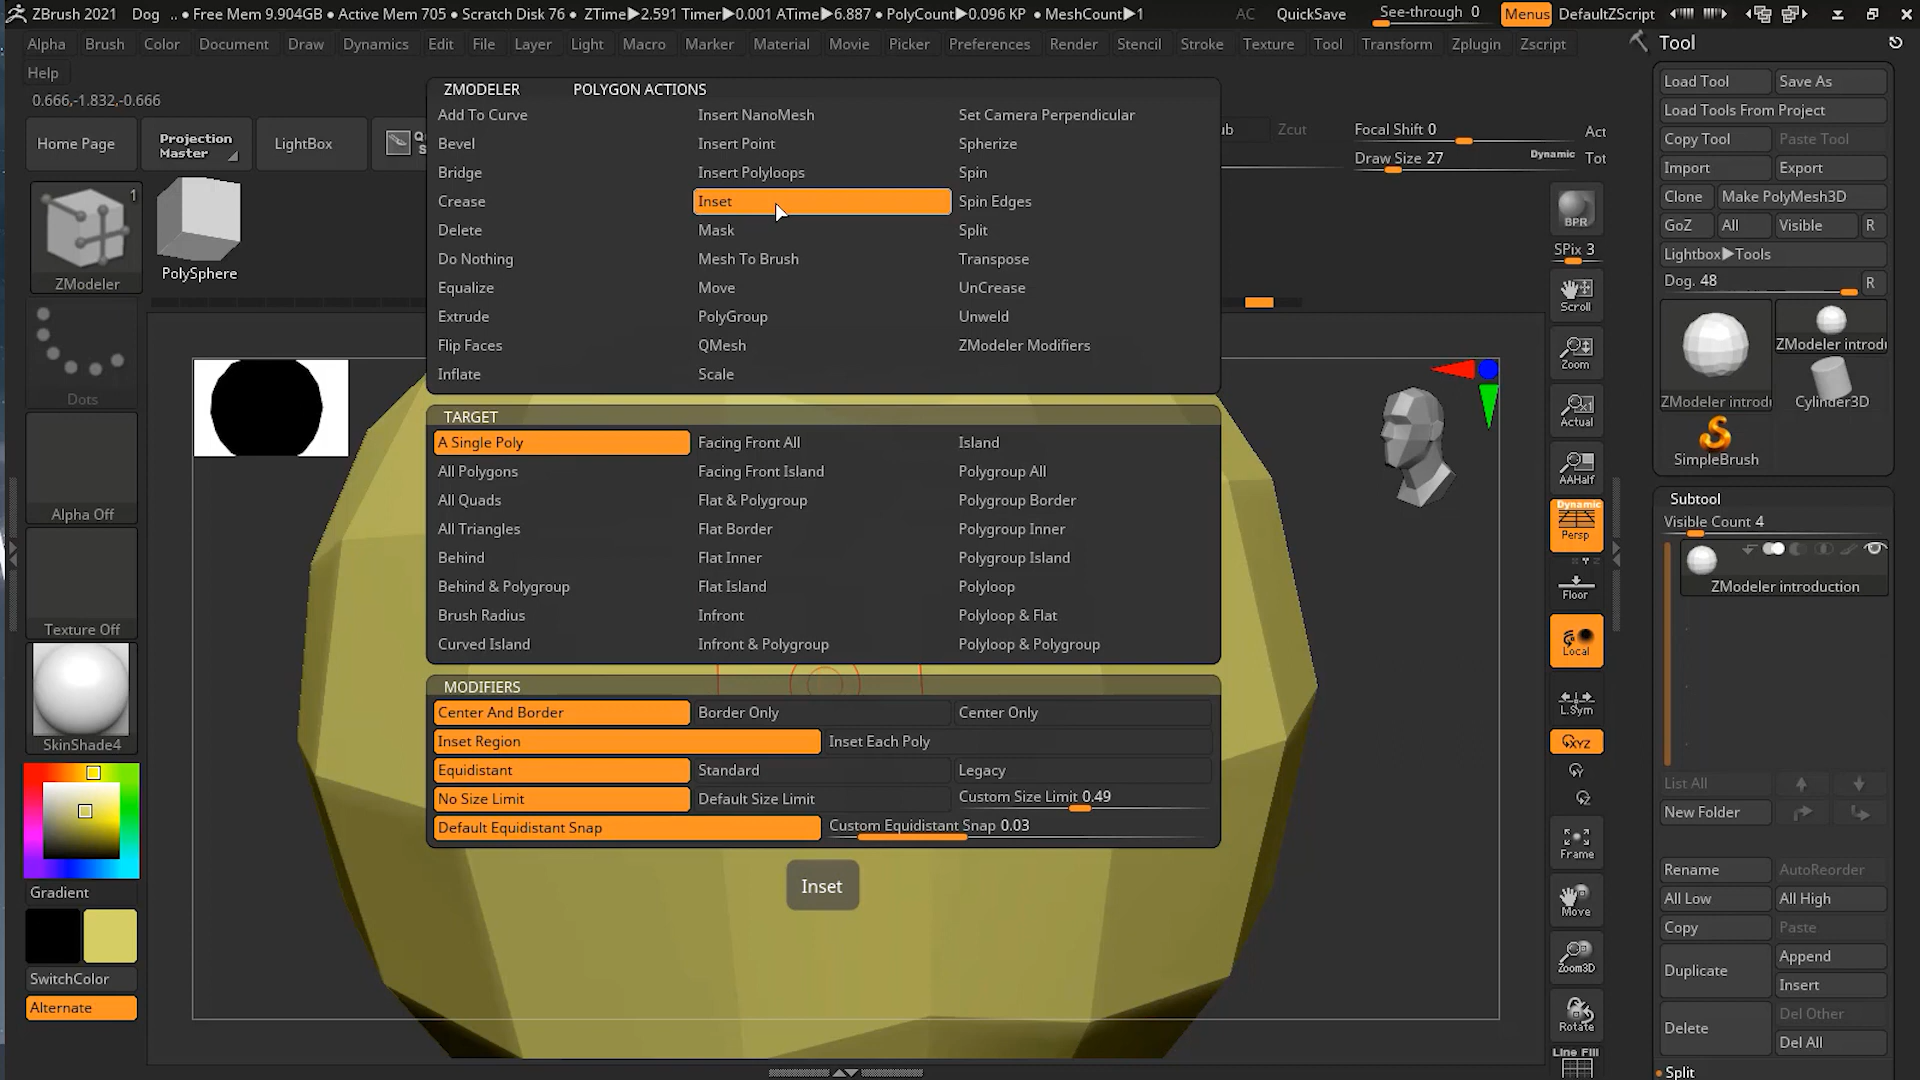 ZBrush 2021 Dog .. • Free Mem 9.904GB • Active Mem 705 • Scratch Disk 76 • ZTime▶2.591 Timer▶0.001 ATime▶6.887 • PolyCount▶0.096 KP • MeshCount▶1 AC QuickSave See-through 0 Menus DefaultZScript
Alpha Brush Color Document Draw Dynamics Edit File Layer Light Macro Marker Material Movie Picker Preferences Render Stencil Stroke Texture Tool Transform Zplugin Zscript
Help
0.666,-1.832,-0.666
Home Page
Projection
Master
LightBox
Zcut
Focal Shift 0
Draw Size 27
Dynamic
Act
Tot
1
ZModeler
PolySphere
Dots
Alpha Off
Texture Off
SkinShade4
Gradient
SwitchColor
Alternate
ZMODELER POLYGON ACTIONS
Add To Curve Insert NanoMesh Set Camera Perpendicular
Bevel Insert Point Spherize
Bridge Insert Polyloops Spin
Crease Inset Spin Edges
Delete Mask Split
Do Nothing Mesh To Brush Transpose
Equalize Move UnCrease
Extrude PolyGroup Unweld
Flip Faces QMesh ZModeler Modifiers
Inflate Scale
TARGET
A Single Poly Facing Front All Island
All Polygons Facing Front Island Polygroup All
All Quads Flat & Polygroup Polygroup Border
All Triangles Flat Border Polygroup Inner
Behind Flat Inner Polygroup Island
Behind & Polygroup Flat Island Polyloop
Brush Radius Infront Polyloop & Flat
Curved Island Infront & Polygroup Polyloop & Polygroup
MODIFIERS
Center And Border Border Only Center Only
Inset Region Inset Each Poly
Equidistant Standard Legacy
No Size Limit Default Size Limit Custom Size Limit 0.49
Default Equidistant Snap Custom Equidistant Snap 0.03
Inset
BPR
SPix 3
Scroll
Zoom
Actual
AAHalf
Dynamic
Persp
Floor
Local
L.Sym
XYZ
Frame
Move
Zoom3D
Rotate
Line Fill
Tool
Load Tool Save As
Load Tools From Project
Copy Tool Paste Tool
Import Export
Clone Make PolyMesh3D
GoZ All Visible R
Lightbox▶Tools
Dog. 48 R
ZModeler introdu
ZModeler introdu
Cylinder3D
SimpleBrush
Subtool
Visible Count 4
ZModeler introduction
List All
New Folder
Rename AutoReorder
All Low All High
Copy Paste
Duplicate Append
Insert
Delete Del Other
Del All
Split